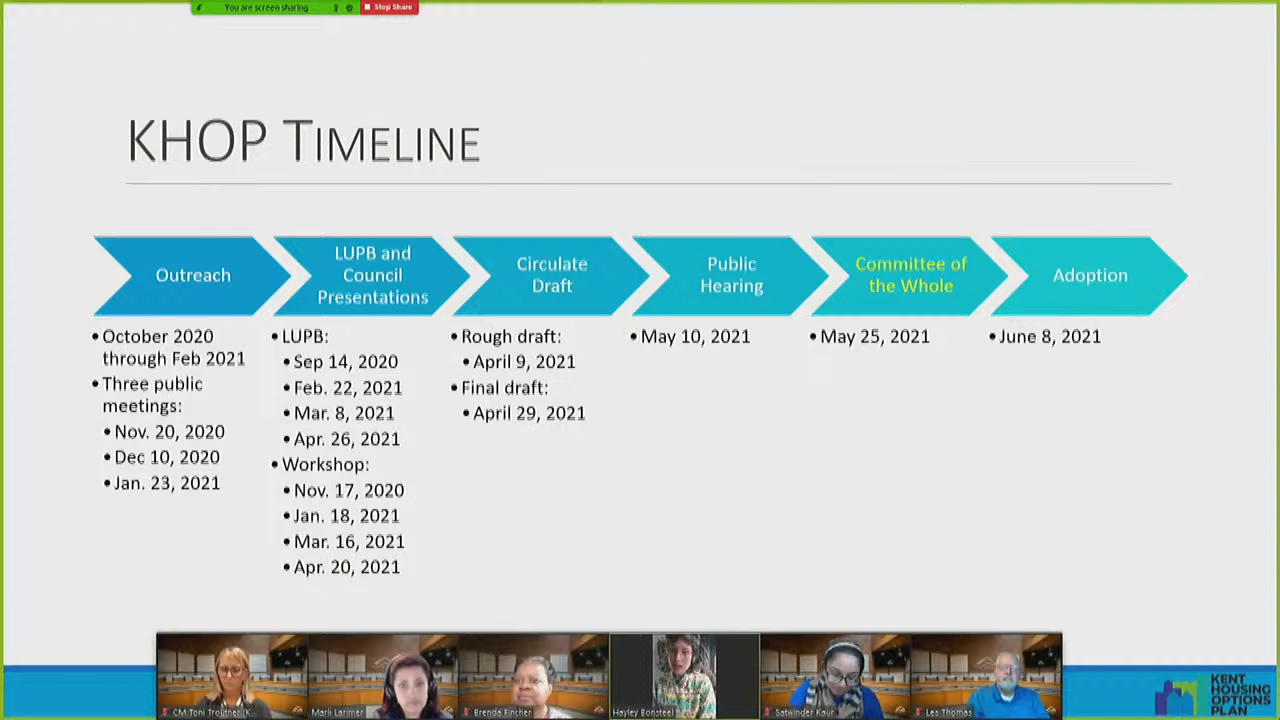 You are screen sharing
Stop Share
KHOP TIMELINE
Outreach
LUPB and
Council
Presentations
Circulate
Draft
Public
Hearing
Committee of
the Whole
Adoption
• October 2020
through Feb 2021
• Three public
meetings:
• Nov. 20, 2020
• Dec 10, 2020
• Jan. 23, 2021
• LUPB:
• Sep 14, 2020
• Feb. 22, 2021
• Mar. 8, 2021
• Apr. 26, 2021
• Workshop:
• Nov. 17, 2020
• Jan. 18, 2021
• Mar. 16, 2021
• Apr. 20, 2021
• Rough draft:
• April 9, 2021
• Final draft:
• April 29, 2021
• May 10, 2021
• May 25, 2021
• June 8, 2021
CM Toni Troutner (K...
Marli Larimer
Brenda Fincher
Hayley Bonsteel
Satwinder Kaur
Les Thomas
KENT
HOUSING
OPTIONS
PLAN